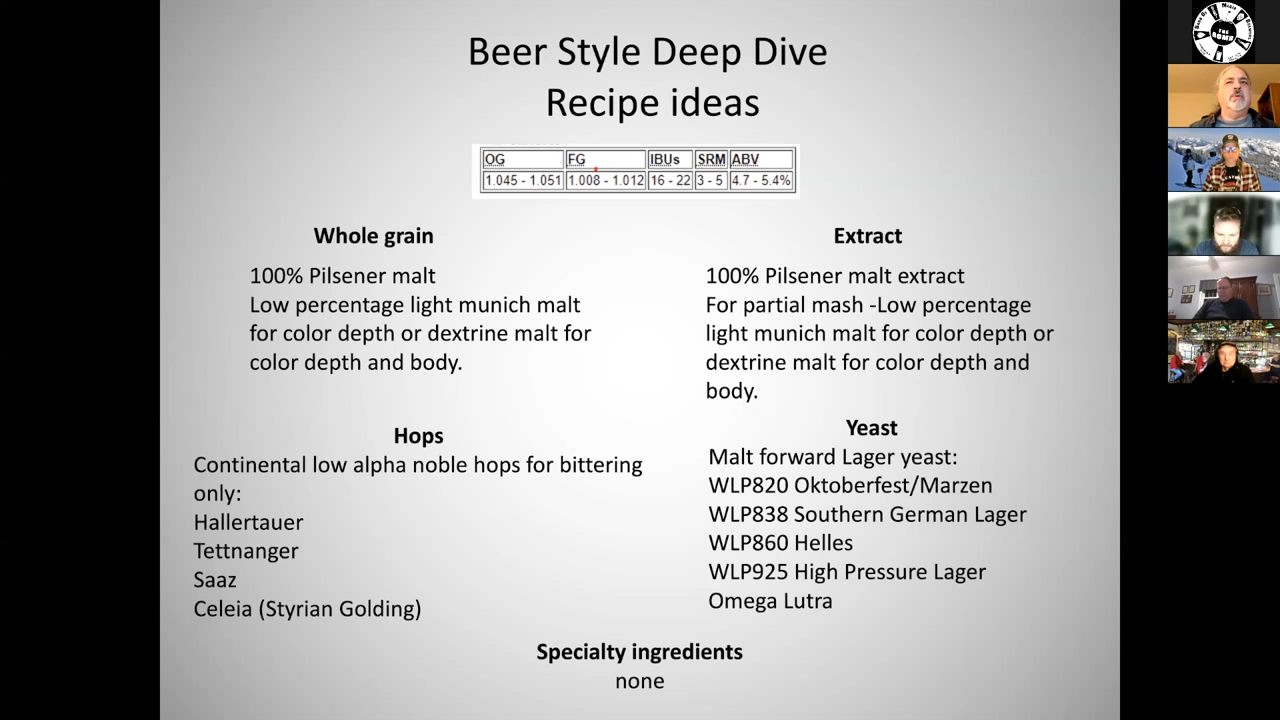 Beer Style Deep Dive
Recipe ideas
OG FG IBUs SRM ABV
1.045 - 1.051 1.008 - 1.012 16 - 22 3 - 5 4.7 - 5.4%
Whole grain
100% Pilsener malt
Low percentage light munich malt
for color depth or dextrine malt for
color depth and body.
Extract
100% Pilsener malt extract
For partial mash -Low percentage
light munich malt for color depth or
dextrine malt for color depth and
body.
Hops
Continental low alpha noble hops for bittering
only:
Hallertauer
Tettnanger
Saaz
Celeia (Styrian Golding)
Yeast
Malt forward Lager yeast:
WLP820 Oktoberfest/Marzen
WLP838 Southern German Lager
WLP860 Helles
WLP925 High Pressure Lager
Omega Lutra
Specialty ingredients
none
THE BOMB